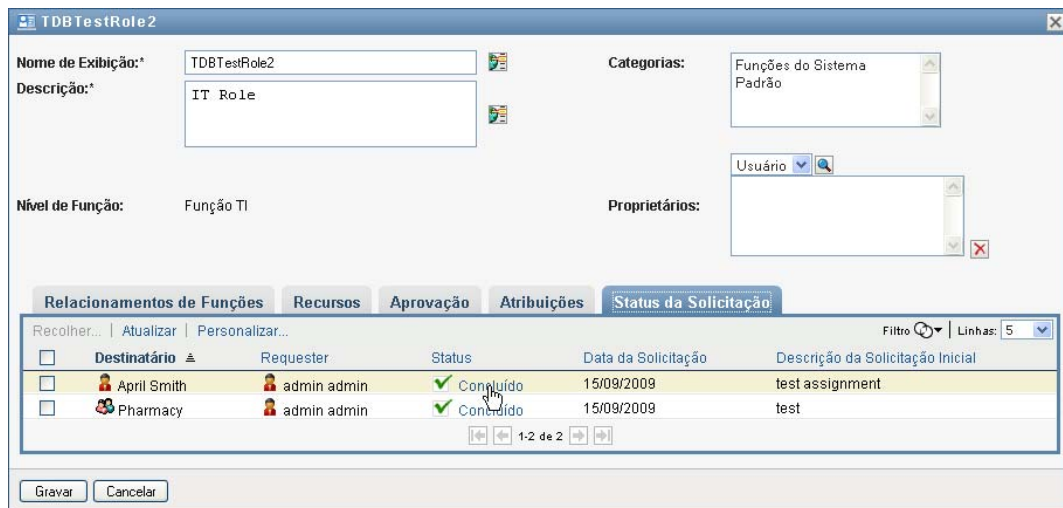 TDBTestRole2
Nome de Exibição:* TDBTestRole2 Categorias: Funções do Sistema
Padrão
Descrição:* IT Role
Usuário
Nível de Função: Função TI Proprietários:
Relacionamentos de Funções Recursos Aprovação Atribuições Status da Solicitação
Recolher... | Atualizar | Personalizar... Filtro | Linhas: 5
Destinatário Requester Status Data da Solicitação Descrição da Solicitação Inicial
April Smith admin admin Concluído 15/09/2009 test assignment
Pharmacy admin admin Concluído 15/09/2009 test
1-2 de 2
Gravar Cancelar